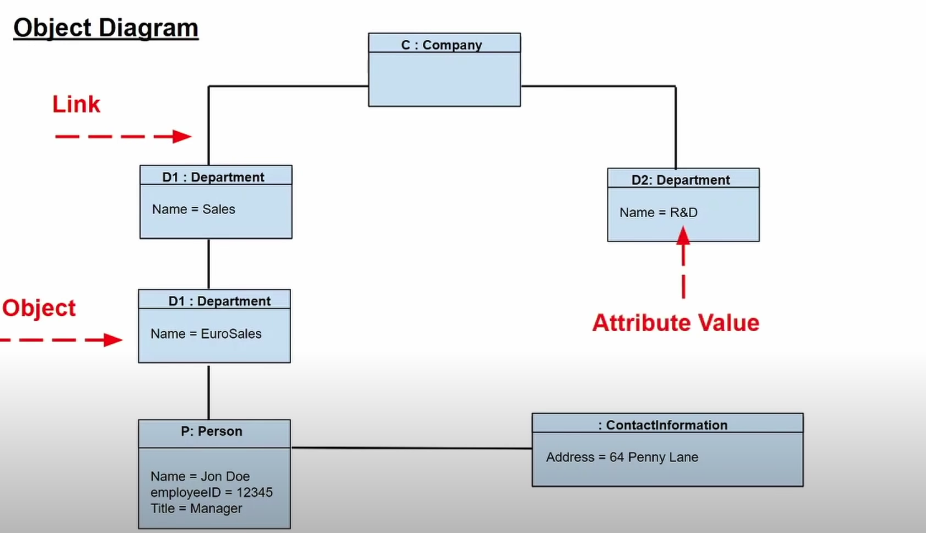 Object Diagram
C : Company
Link
D1 : Department
Name = Sales
D2: Department
Name = R&D
Object
D1 : Department
Name = EuroSales
Attribute Value
P: Person
Name = Jon Doe
employeeID = 12345
Title = Manager
: ContactInformation
Address = 64 Penny Lane